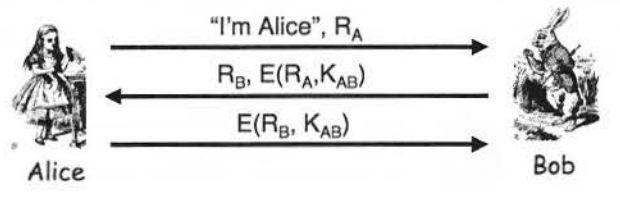 "I'm Alice", R_A
R_B, E(R_A,K_AB)
E(R_B, K_AB)
Alice
Bob